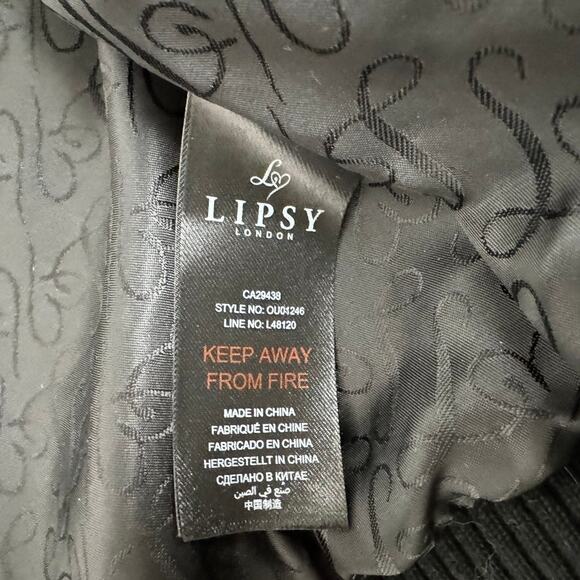 LIPSY
LONDON
CA29438
STYLE NO: OU01246
LINE NO: L48120
KEEP AWAY
FROM FIRE
MADE IN CHINA
FABRIQUÉ EN CHINE
FABRICADO EN CHINA
HERGESTELLT IN CHINA
СДЕЛАНО В КИТАЕ
صنع في الصين
中国制造